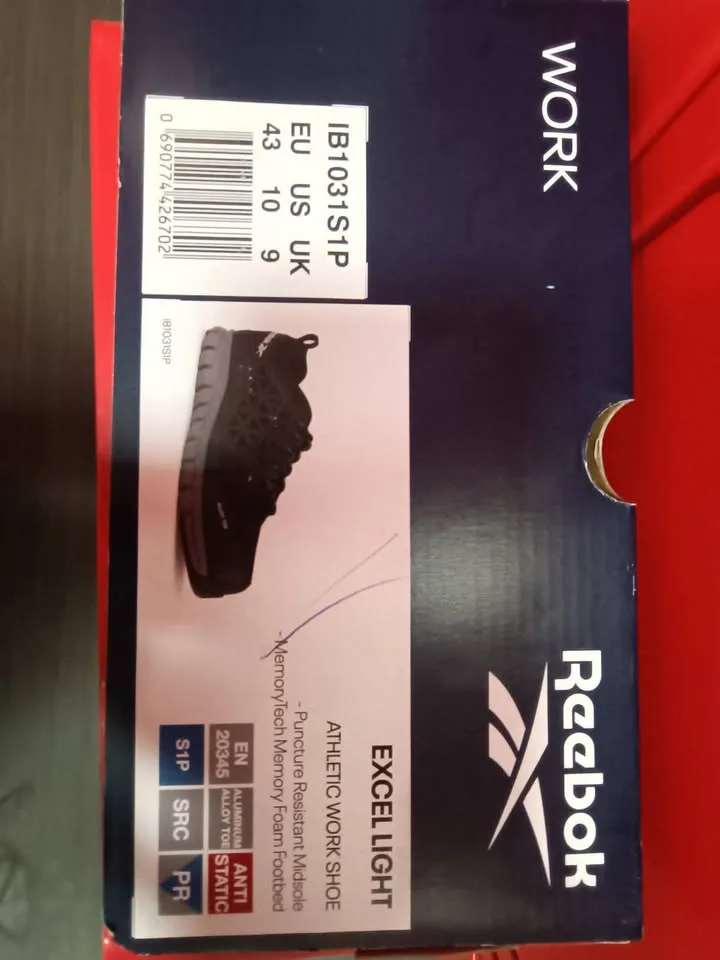 WORK
Reebok
IB1031S1P
EU US UK
43 10 9
0 690774 426702
IB1031S1P
EXCEL LIGHT
ATHLETIC WORK SHOE
- Puncture Resistant Midsole
- MemoryTech Memory Foam Footbed
EN
20345
ALUMINUM
ALLOY TOE
ANTI
STATIC
S1P
SRC
PR